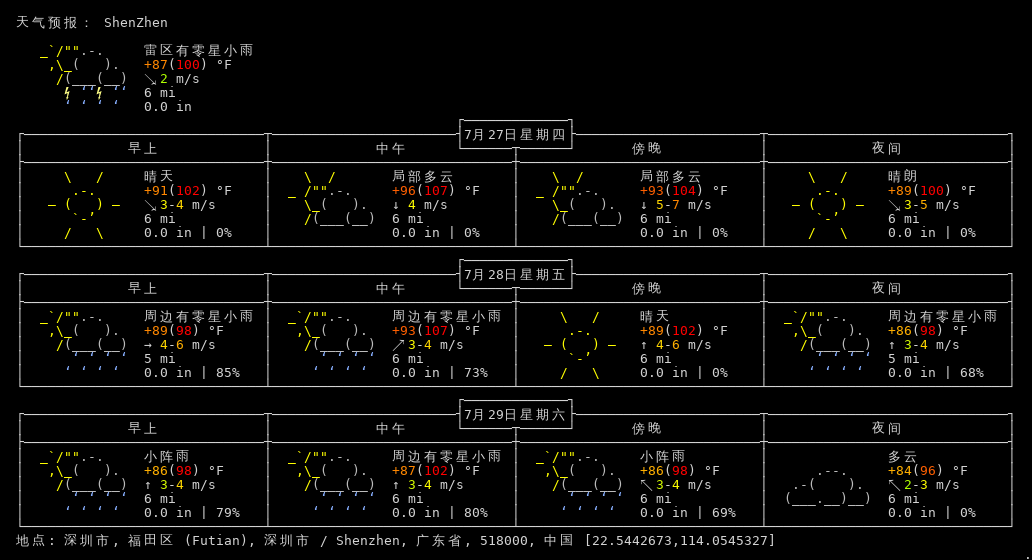 天气预报： ShenZhen
雷区有零星小雨
+87(100) °F
↘ 2 m/s
6 mi
0.0 in
7月27日星期四
早上 中午 傍晚 夜间
晴天 局部多云 局部多云 晴朗
+91(102) °F +96(107) °F +93(104) °F +89(100) °F
↘ 3-4 m/s ↓ 4 m/s ↓ 5-7 m/s ↘ 3-5 m/s
6 mi 6 mi 6 mi 6 mi
0.0 in | 0% 0.0 in | 0% 0.0 in | 0% 0.0 in | 0%
7月28日星期五
早上 中午 傍晚 夜间
周边有零星小雨 周边有零星小雨 晴天 周边有零星小雨
+89(98) °F +93(107) °F +89(102) °F +86(98) °F
→ 4-6 m/s ↗ 3-4 m/s ↑ 4-6 m/s ↑ 3-4 m/s
5 mi 6 mi 6 mi 5 mi
0.0 in | 85% 0.0 in | 73% 0.0 in | 0% 0.0 in | 68%
7月29日星期六
早上 中午 傍晚 夜间
小阵雨 周边有零星小雨 小阵雨 多云
+86(98) °F +87(102) °F +86(98) °F +84(96) °F
↑ 3-4 m/s ↑ 3-4 m/s ↖ 3-4 m/s ↖ 2-3 m/s
6 mi 6 mi 6 mi 6 mi
0.0 in | 79% 0.0 in | 80% 0.0 in | 69% 0.0 in | 0%
地点: 深圳市, 福田区 (Futian), 深圳市 / Shenzhen, 广东省, 518000, 中国 [22.5442673,114.0545327]